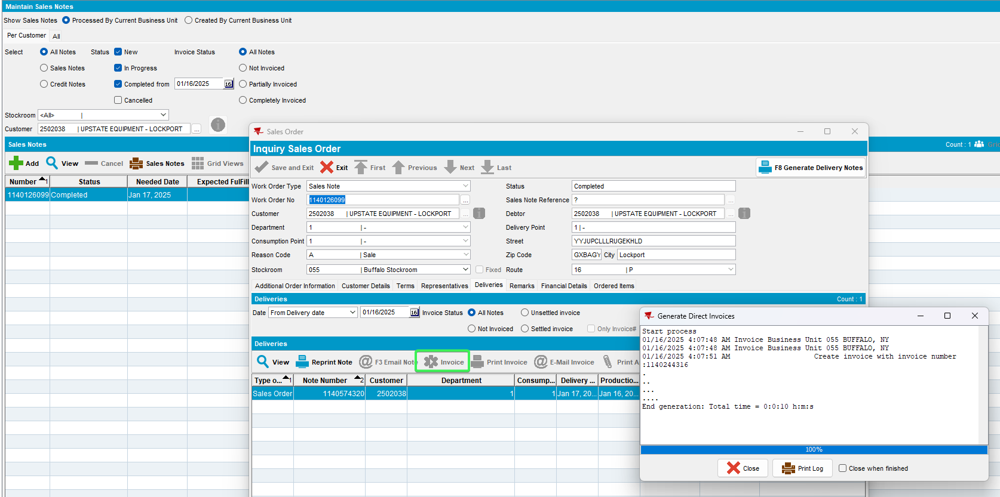 Maintain Sales Notes
Show Sales Notes Processed By Current Business Unit Created By Current Business Unit
Per Customer All
Select All Notes Status New Invoice Status All Notes
Sales Notes In Progress Not Invoiced
Credit Notes Completed from 01/16/2025 16 Partially Invoiced
Cancelled Completely Invoiced
Stockroom <All> |
Customer 2502038 | UPSTATE EQUIPMENT - LOCKPORT ...
Sales Notes Count : 1
Add View Cancel Sales Notes Grid Views
Number 1 Status Needed Date Expected FulFill
1140126099 Completed Jan 17, 2025
Sales Order
Inquiry Sales Order
Save and Exit Exit First Previous Next Last F8 Generate Delivery Notes
Work Order Type Sales Note Status Completed
Work Order No 1140126099 ... Sales Note Reference ? ...
Customer 2502038 | UPSTATE EQUIPMENT - LOCKPORT ... Debtor 2502038 | UPSTATE EQUIPMENT - LOCKPORT ...
Department 1 | - Delivery Point 1 | -
Consumption Point 1 | - Street YYJUPCLLLRUGEKHLD
Reason Code A | Sale Zip Code GXBAGY City Lockport
Stockroom 055 | Buffalo Stockroom Fixed Route 16 | P
Additional Order Information Customer Details Terms Representatives Deliveries Remarks Financial Details Ordered Items
Deliveries Count : 1
Date From Delivery date 01/16/2025 16 Invoice Status All Notes Unsettled invoice
Not Invoiced Settled invoice Only Invoice#
Deliveries
View Reprint Note F3 Email Note Invoice Print Invoice E-Mail Invoice Print A
Type o... 1 Note Number 2 Customer Department Consump... Delivery ... Productio...
Sales Order 1140574320 2502038 1 1 Jan 17, 20... Jan 16, 20...
Generate Direct Invoices
Start process
01/16/2025 4:07:48 AM Invoice Business Unit 055 BUFFALO, NY
01/16/2025 4:07:48 AM Invoice Business Unit 055 BUFFALO, NY
01/16/2025 4:07:51 AM Create invoice with invoice number
:1140244316
.
..
...
....
End generation: Total time = 0:0:10 h:m:s
100%
Close Print Log Close when finished